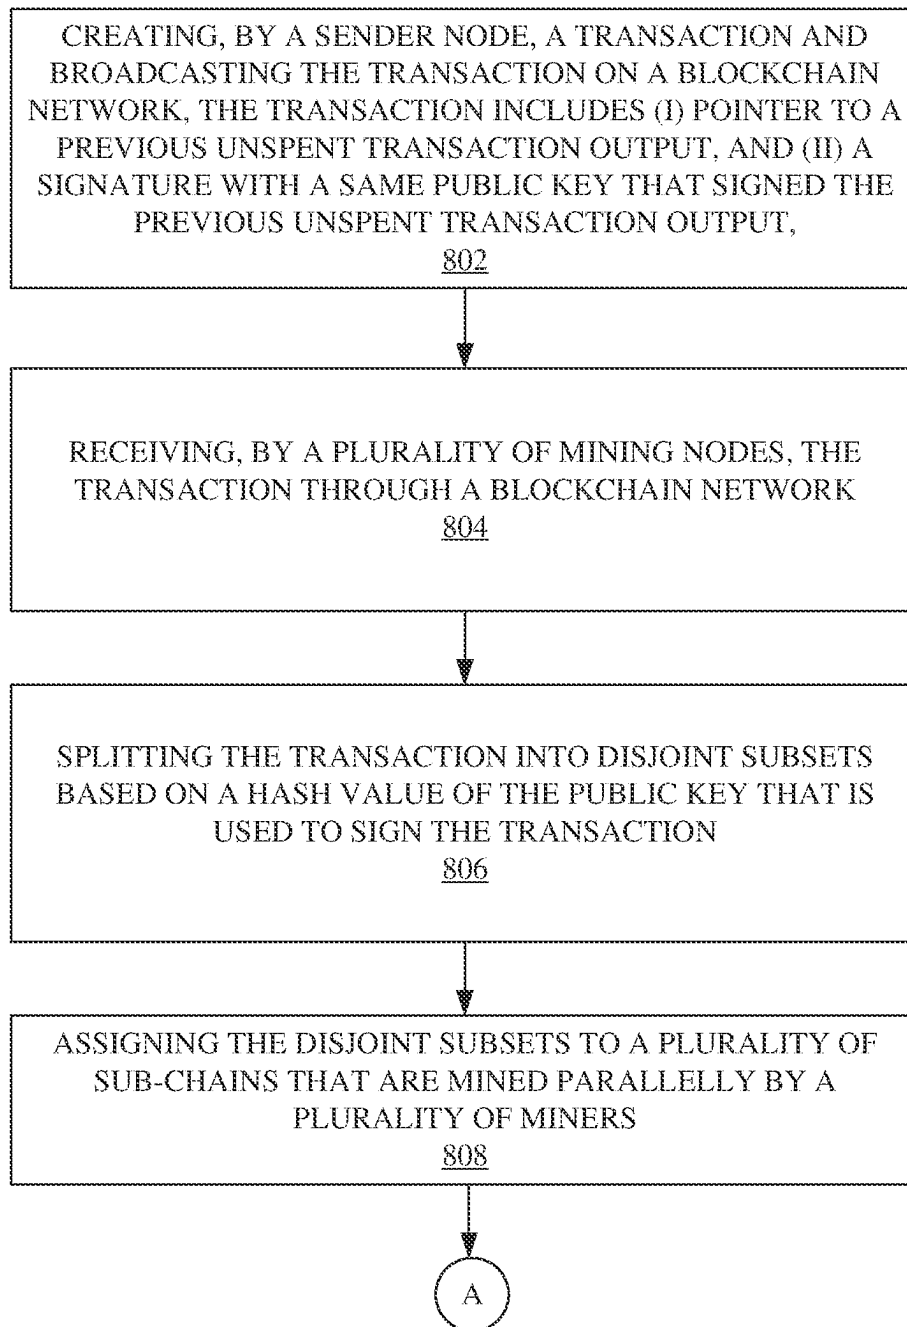 CREATING, BY A SENDER NODE, A TRANSACTION AND
BROADCASTING THE TRANSACTION ON A BLOCKCHAIN
NETWORK, THE TRANSACTION INCLUDES (I) POINTER TO A
PREVIOUS UNSPENT TRANSACTION OUTPUT, AND (II) A
SIGNATURE WITH A SAME PUBLIC KEY THAT SIGNED THE
PREVIOUS UNSPENT TRANSACTION OUTPUT,
802
RECEIVING, BY A PLURALITY OF MINING NODES, THE
TRANSACTION THROUGH A BLOCKCHAIN NETWORK
804
SPLITTING THE TRANSACTION INTO DISJOINT SUBSETS
BASED ON A HASH VALUE OF THE PUBLIC KEY THAT IS
USED TO SIGN THE TRANSACTION
806
ASSIGNING THE DISJOINT SUBSETS TO A PLURALITY OF
SUB-CHAINS THAT ARE MINED PARALLELLY BY A
PLURALITY OF MINERS
808
A